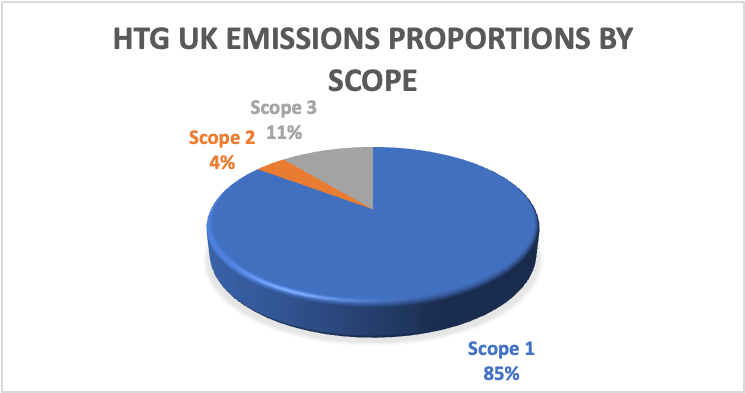 HTG UK EMISSIONS PROPORTIONS BY
SCOPE
Scope 3
11%
Scope 2
4%
Scope 1
85%